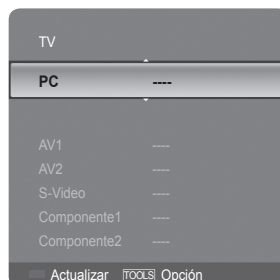 TV
PC ----
AV1 ----
AV2 ----
S-Video ----
Componente1 ----
Componente2 ----
Actualizar TOOLS Opción